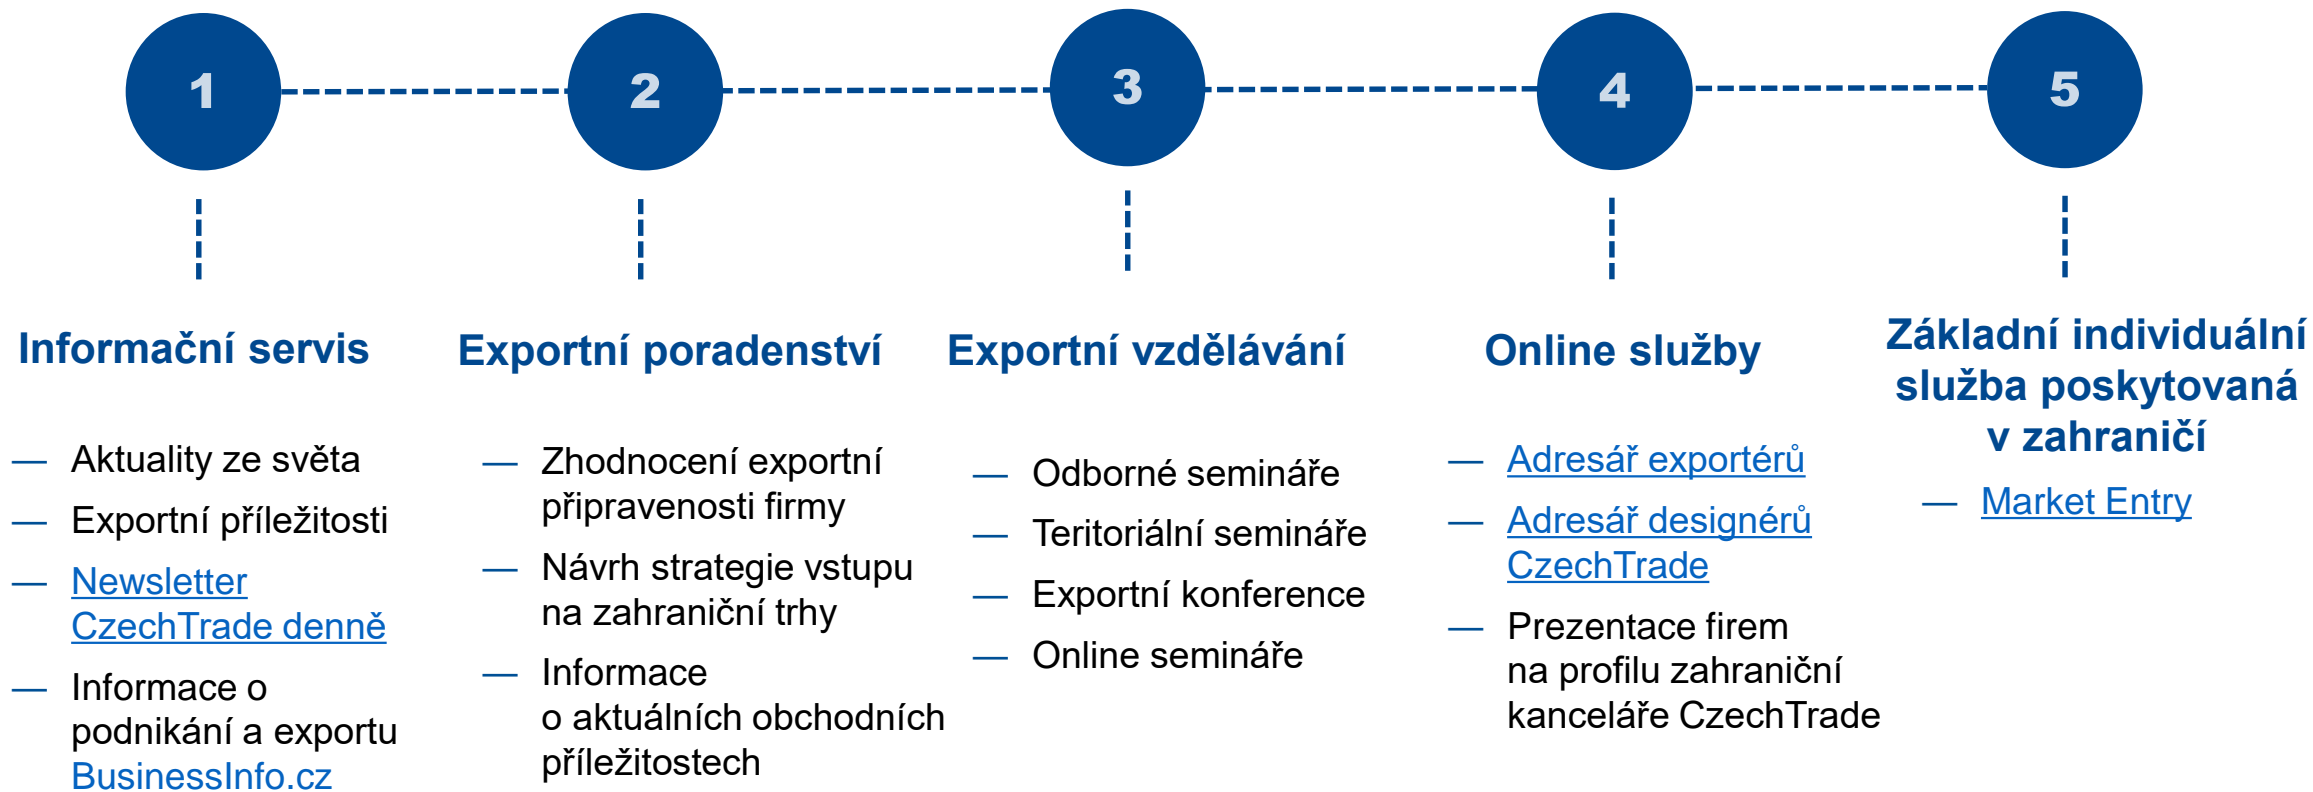 1
2
3
4
5
Informační servis
— Aktuality ze světa
— Exportní příležitosti
— Newsletter
CzechTrade denně
— Informace o
podnikání a exportu
BusinessInfo.cz
Exportní poradenství
— Zhodnocení exportní
připravenosti firmy
— Návrh strategie vstupu
na zahraniční trhy
— Informace
o aktuálních obchodních
příležitostech
Exportní vzdělávání
— Odborné semináře
— Teritoriální semináře
— Exportní konference
— Online semináře
Online služby
— Adresář exportérů
— Adresář designérů
CzechTrade
— Prezentace firem
na profilu zahraniční
kanceláře CzechTrade
Základní individuální
služba poskytovaná
v zahraničí
— Market Entry